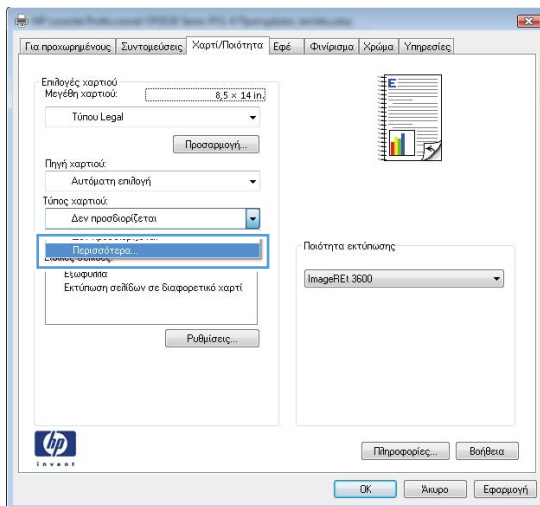 Για προχωρημένους Συντομεύσεις Χαρτί/Ποιότητα Εφέ Φινίρισμα Χρώμα Υπηρεσίες
Επιλογές χαρτιού
Μεγέθη χαρτιού: 8,5 × 14 in.
Τύπου Legal
Προσαρμογή...
Πηγή χαρτιού:
Αυτόματη επιλογή
Τύπος χαρτιού:
Δεν προσδιορίζεται
Περισσότερα...
Εξώφυλλα
Εκτύπωση σελίδων σε διαφορετικό χαρτί
Ρυθμίσεις...
Ποιότητα εκτύπωσης
ImageREt 3600
E
hp
invent
Πληροφορίες... Βοήθεια
OK Άκυρο Εφαρμογή